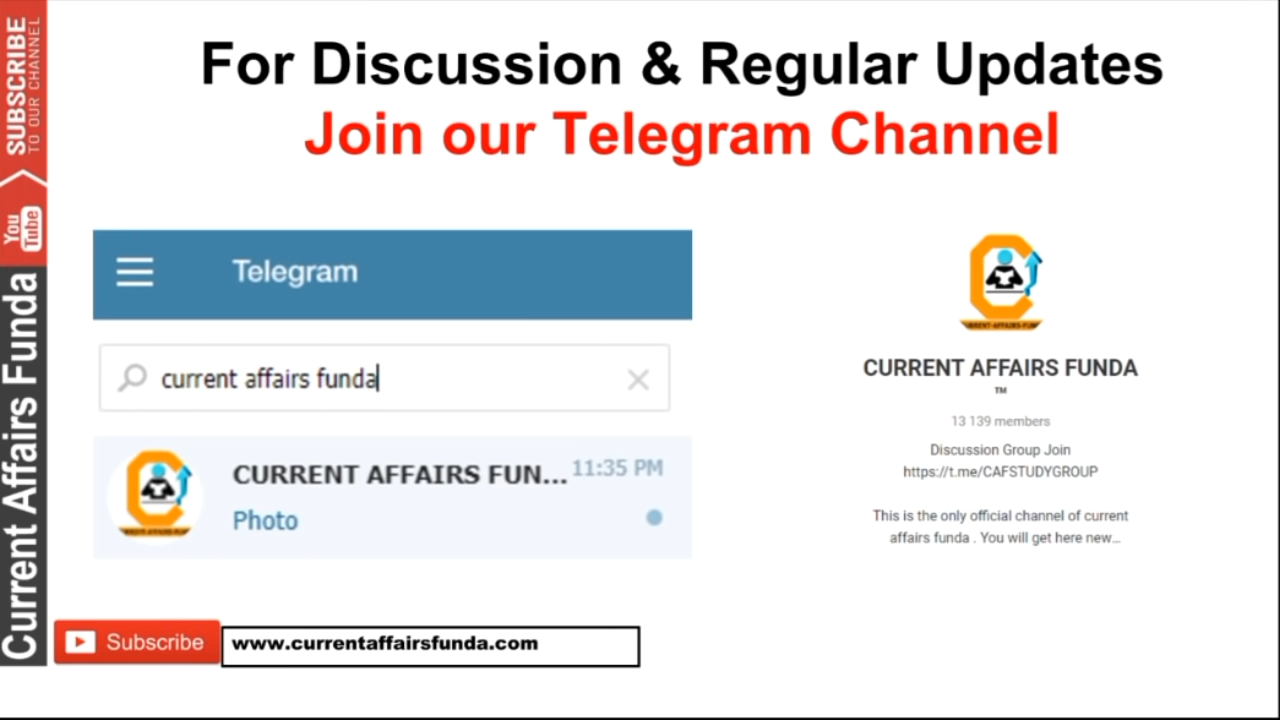 SUBSCRIBE
TO OUR CHANNEL
You
Tube
Current Affairs Funda
For Discussion & Regular Updates
Join our Telegram Channel
Telegram
current affairs funda
CURRENT AFFAIRS FUN... 11:35 PM
Photo
CURRENT AFFAIRS FUNDA
™
13 139 members
Discussion Group Join
https://t.me/CAFSTUDYGROUP
This is the only official channel of current
affairs funda . You will get here new...
Subscribe
www.currentaffairsfunda.com